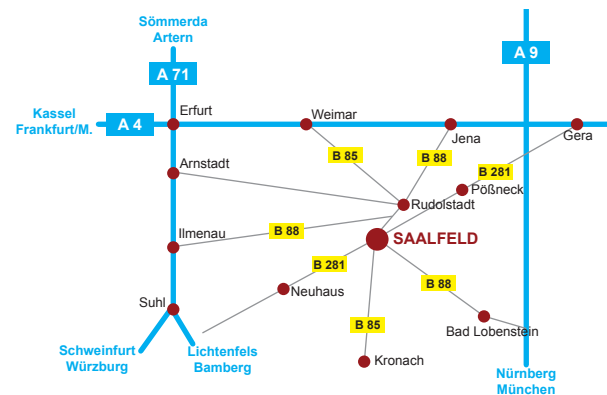 Sömmerda
Artern
A 9
A 71
Kassel
Frankfurt/M.
A 4
Erfurt
Weimar
Jena
Gera
B 85
B 88
B 281
Arnstadt
Pößneck
Rudolstadt
B 88
Ilmenau
SAALFELD
B 281
B 88
Neuhaus
Suhl
B 85
Bad Lobenstein
Schweinfurt
Würzburg
Lichtenfels
Bamberg
Kronach
Nürnberg
München